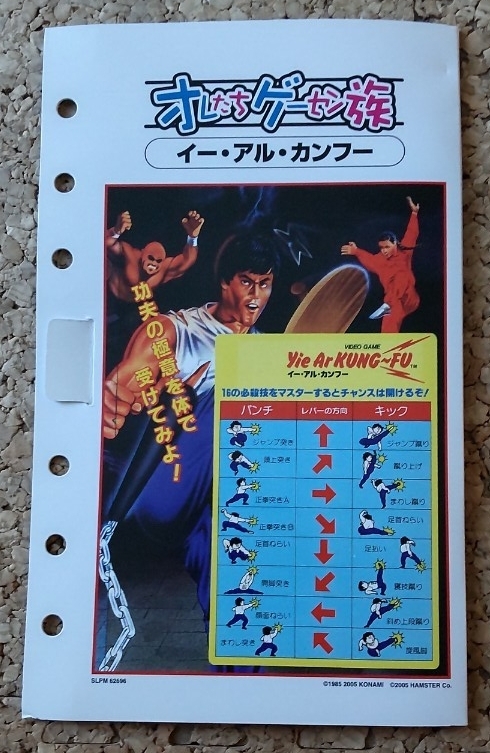 オレたちゲーセン族
イー・アル・カンフー
功夫の極意を体で
受けてみよ！
VIDEO GAME
Yie Ar KUNG-FU™
イー・アル・カンフー
16の必殺技をマスターするとチャンスは開けるぞ！
パンチ レバーの方向 キック
ジャンプ突き ジャンプ蹴り
頭上突き 蹴り上げ
正拳突きA まわし蹴り
正拳突きB 足首ねらい
足首ねらい 足払い
開脚突き 寝技蹴り
顔面ねらい 斜め上段蹴り
まわし突き 旋風脚
SLPM 62696
©1985 2005 KONAMI ©2005 HAMSTER Co.